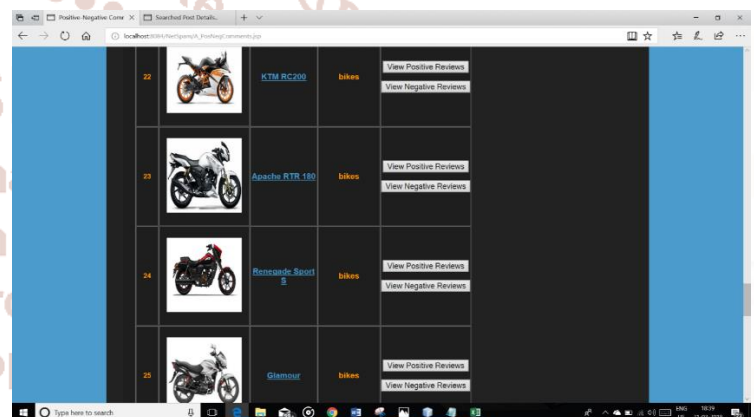 Positive-Negative Comr
Searched Post Details.
localhost:8084/NetSpam/A_PosNegComments.jsp
22
KTM RC200
bikes
View Positive Reviews
View Negative Reviews
23
Apache RTR 180
bikes
View Positive Reviews
View Negative Reviews
24
Renegade Sport
S
bikes
View Positive Reviews
View Negative Reviews
25
Glamour
bikes
View Positive Reviews
View Negative Reviews
Type here to search
ENG
18:39